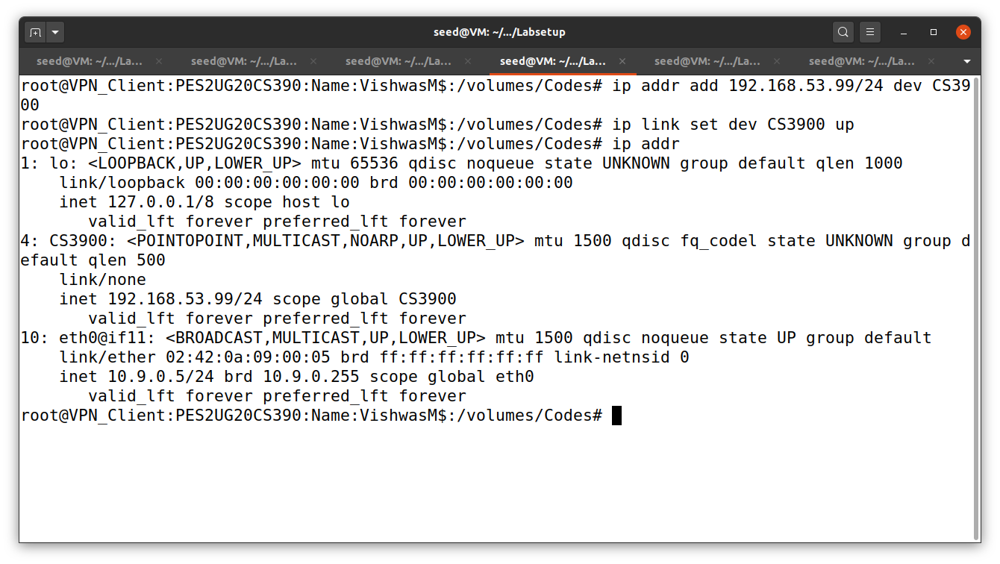 seed@VM: ~/.../Labsetup
seed@VM: ~/.../La... × seed@VM: ~/.../La... × seed@VM: ~/.../La... × seed@VM: ~/.../La... × seed@VM: ~/.../La... × seed@VM: ~/.../La... ×
root@VPN_Client:PES2UG20CS390:Name:VishwasM$:/volumes/Codes# ip addr add 192.168.53.99/24 dev CS39
00
root@VPN_Client:PES2UG20CS390:Name:VishwasM$:/volumes/Codes# ip link set dev CS3900 up
root@VPN_Client:PES2UG20CS390:Name:VishwasM$:/volumes/Codes# ip addr
1: lo: <LOOPBACK,UP,LOWER_UP> mtu 65536 qdisc noqueue state UNKNOWN group default qlen 1000
    link/loopback 00:00:00:00:00:00 brd 00:00:00:00:00:00
    inet 127.0.0.1/8 scope host lo
       valid_lft forever preferred_lft forever
4: CS3900: <POINTOPOINT,MULTICAST,NOARP,UP,LOWER_UP> mtu 1500 qdisc fq_codel state UNKNOWN group d
efault qlen 500
    link/none
    inet 192.168.53.99/24 scope global CS3900
       valid_lft forever preferred_lft forever
10: eth0@if11: <BROADCAST,MULTICAST,UP,LOWER_UP> mtu 1500 qdisc noqueue state UP group default
    link/ether 02:42:0a:09:00:05 brd ff:ff:ff:ff:ff:ff link-netnsid 0
    inet 10.9.0.5/24 brd 10.9.0.255 scope global eth0
       valid_lft forever preferred_lft forever
root@VPN_Client:PES2UG20CS390:Name:VishwasM$:/volumes/Codes#